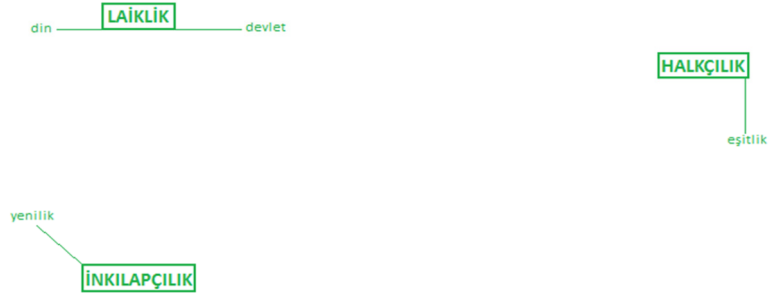 LAİKLİK
din
devlet
HALKÇILIK
eşitlik
yenilik
İNKILAPÇILIK